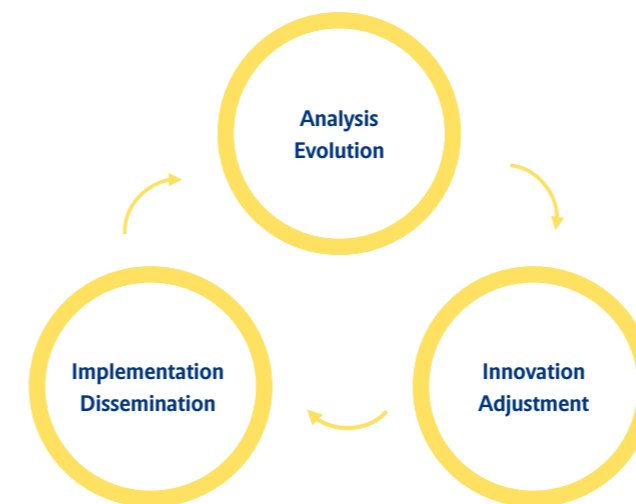 Analysis
Evolution
Innovation
Adjustment
Implementation
Dissemination